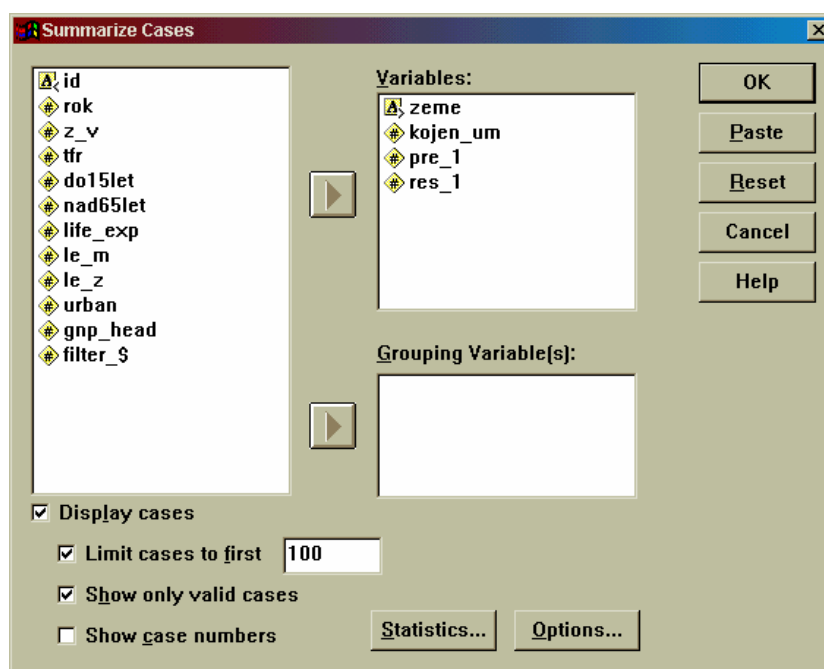 Summarize Cases
id
rok
z_v
tfr
do15let
nad65let
life_exp
le_m
le_z
urban
gnp_head
filter_$
Variables:
zeme
kojen_um
pre_1
res_1
Grouping Variable(s):
OK
Paste
Reset
Cancel
Help
Display cases
Limit cases to first 100
Show only valid cases
Show case numbers
Statistics... Options...